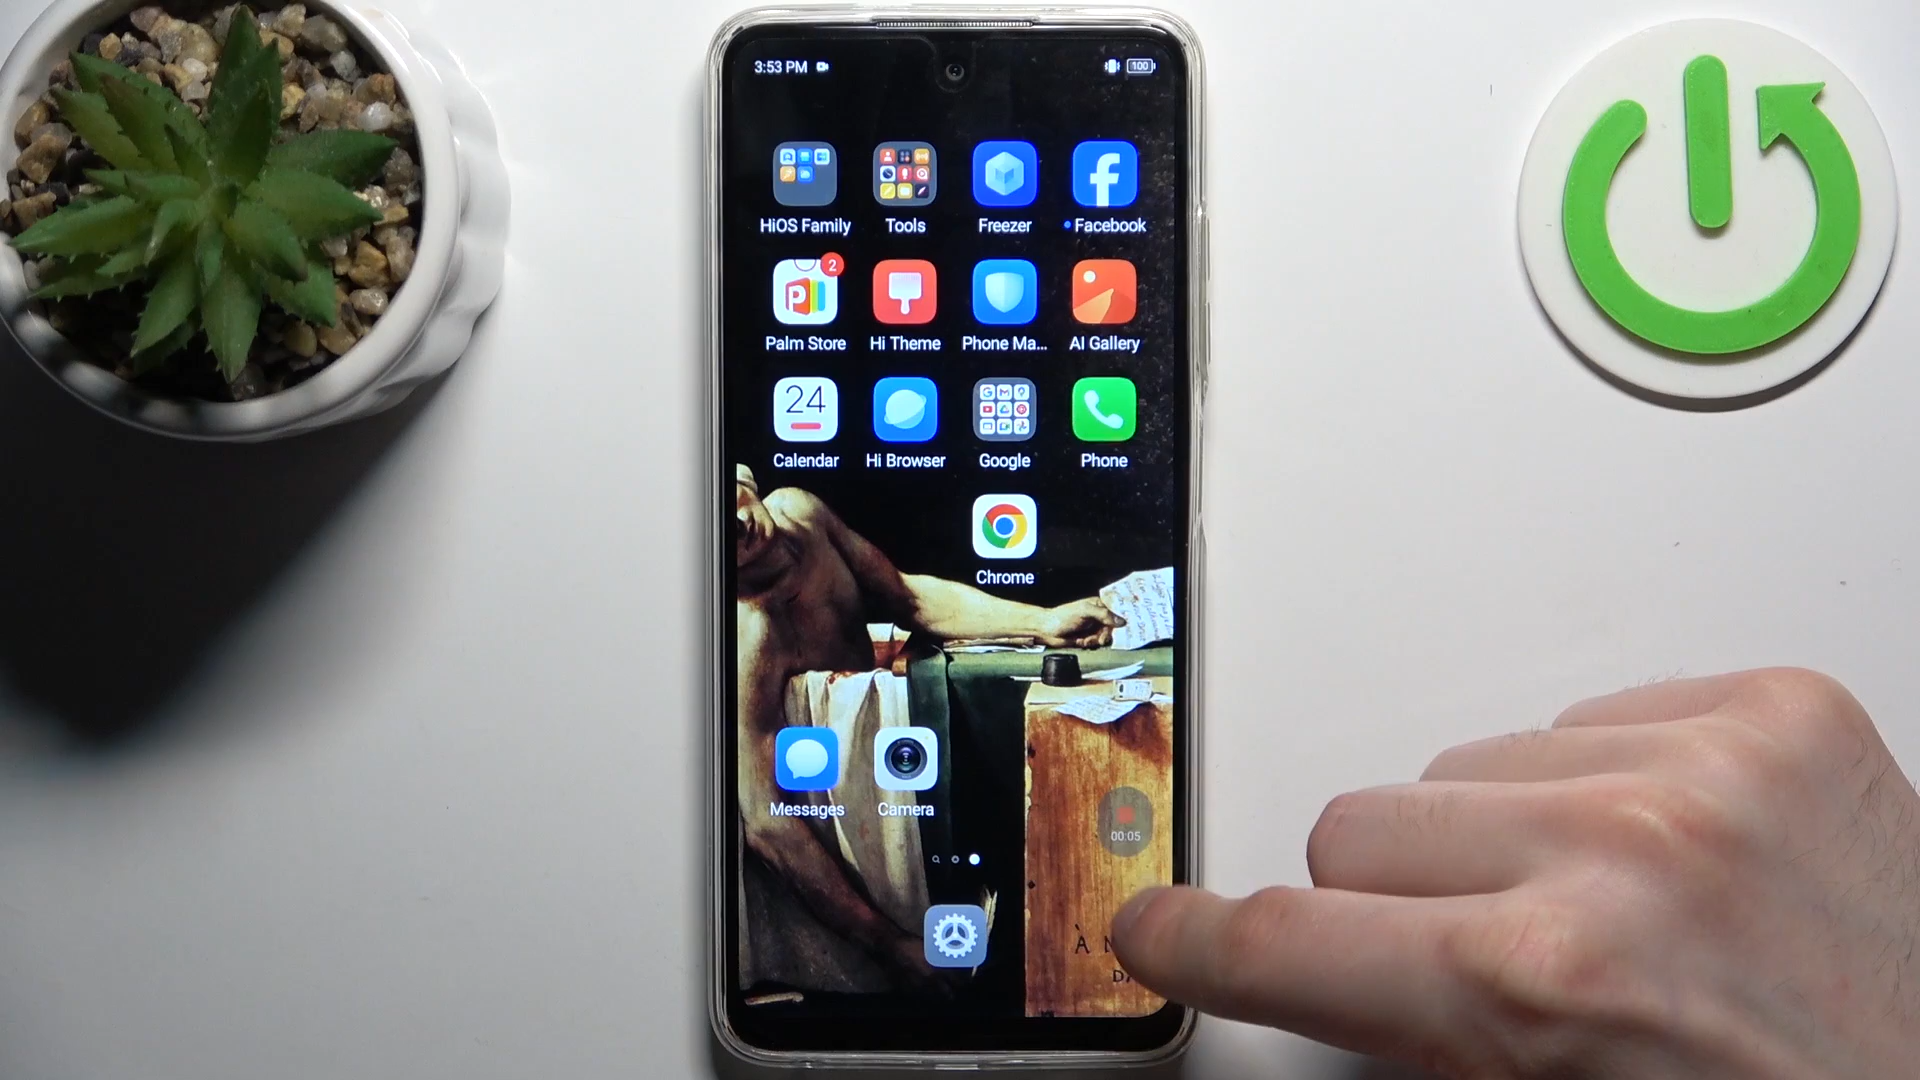 3:53 PM
100
HiOS Family
Tools
Freezer
Facebook
2
Palm Store
Hi Theme
Phone Ma...
AI Gallery
24
Calendar
Hi Browser
Google
Phone
Chrome
Messages
Camera
00:05
À